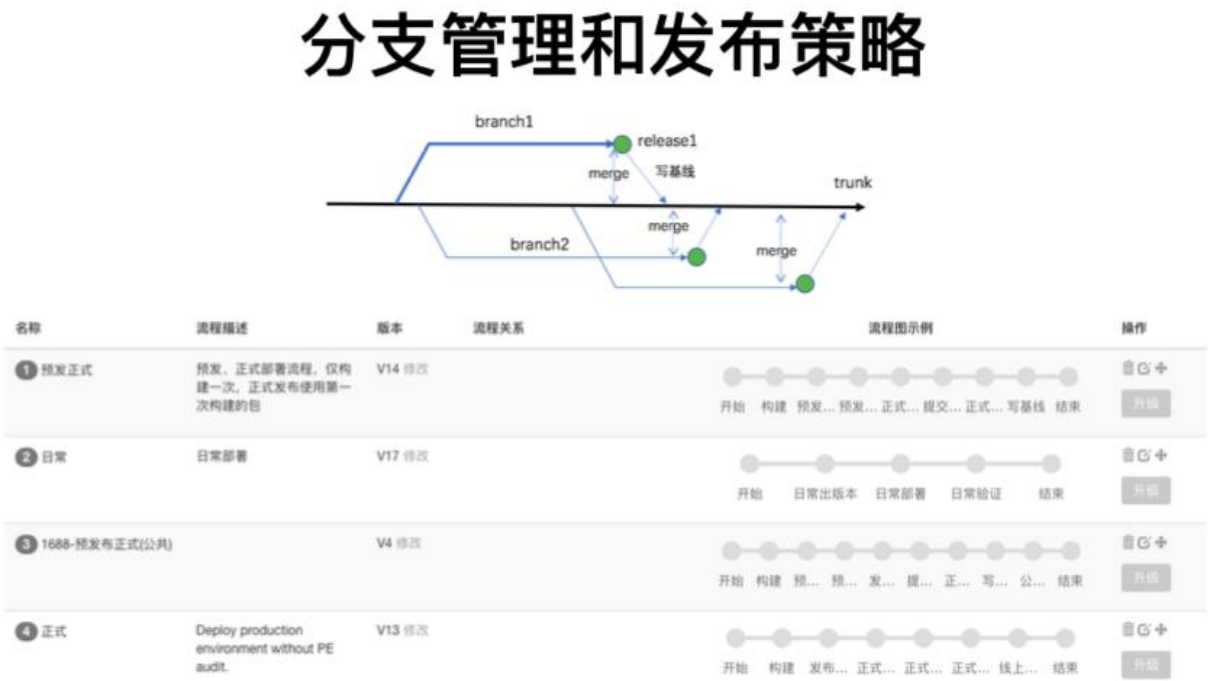 分支管理和发布策略
branch1
release1
merge
写基线
trunk
merge
branch2
merge
名称 流程描述 版本 流程关系 流程图示例 操作
1 预发正式 预发、正式部署流程，仅构 V14 修改
建一次，正式发布使用第一
次构建的包
开始 构建 预发... 预发... 正式... 提交... 正式... 写基线 结束 升级
2 日常 日常部署 V17 修改
开始 日常出版本 日常部署 日常验证 结束 升级
3 1688-预发布正式(公共) V4 修改
开始 构建 预... 预... 发... 提... 正... 写... 公... 结束 升级
4 正式 Deploy production V13 修改
environment without PE
audit.
开始 构建 发布... 正式... 正式... 正式... 线上... 结束 升级